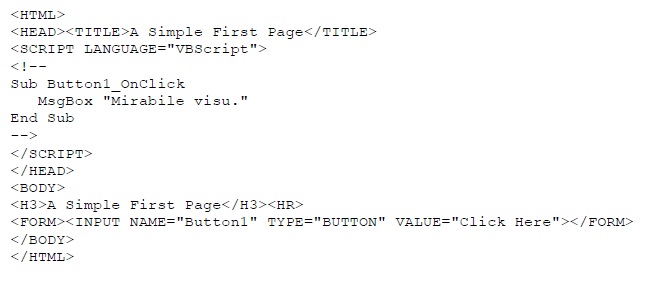 <HTML>
<HEAD><TITLE>A Simple First Page</TITLE>
<SCRIPT LANGUAGE="VBScript">
<!--
Sub Button1_OnClick
   MsgBox "Mirabile visu."
End Sub
-->
</SCRIPT>
</HEAD>
<BODY>
<H3>A Simple First Page</H3><HR>
<FORM><INPUT NAME="Button1" TYPE="BUTTON" VALUE="Click Here"></FORM>
</BODY>
</HTML>